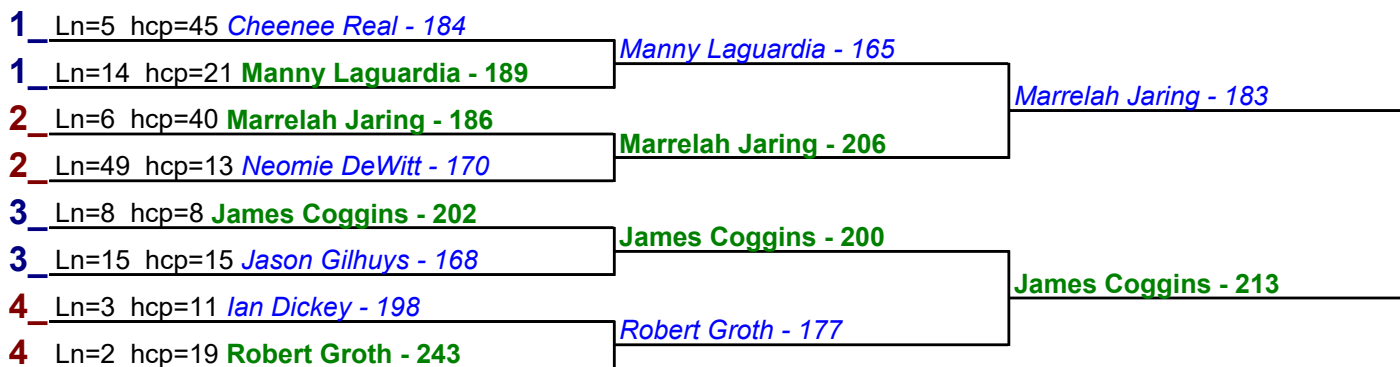 1_ Ln=5 hcp=45 Cheenee Real - 184
Manny Laguardia - 165
1_ Ln=14 hcp=21 Manny Laguardia - 189
Marrelah Jaring - 183
2_ Ln=6 hcp=40 Marrelah Jaring - 186
Marrelah Jaring - 206
2_ Ln=49 hcp=13 Neomie DeWitt - 170
3_ Ln=8 hcp=8 James Coggins - 202
James Coggins - 200
3_ Ln=15 hcp=15 Jason Gilhuys - 168
James Coggins - 213
4_ Ln=3 hcp=11 Ian Dickey - 198
Robert Groth - 177
4 Ln=2 hcp=19 Robert Groth - 243